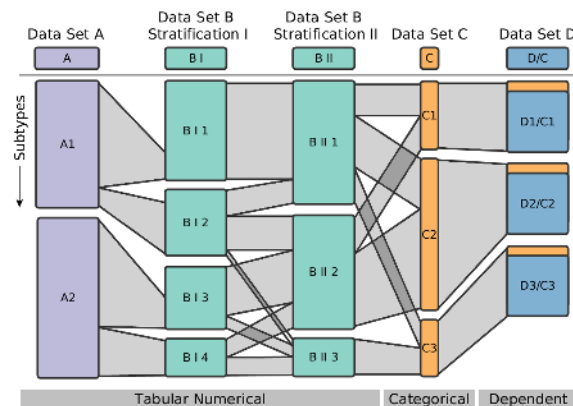 Data Set A
Data Set B
Stratification I
Data Set B
Stratification II
Data Set C
Data Set D
A
B I
B II
C
D/C
Subtypes
A1
A2
B I 1
B I 2
B I 3
B I 4
B II 1
B II 2
B II 3
C1
C2
C3
D1/C1
D2/C2
D3/C3
Tabular Numerical
Categorical
Dependent